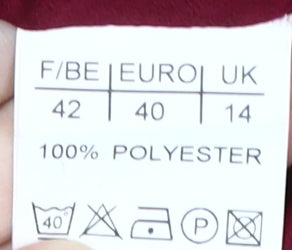 F/BE EURO UK
42 40 14
100% POLYESTER
40° P